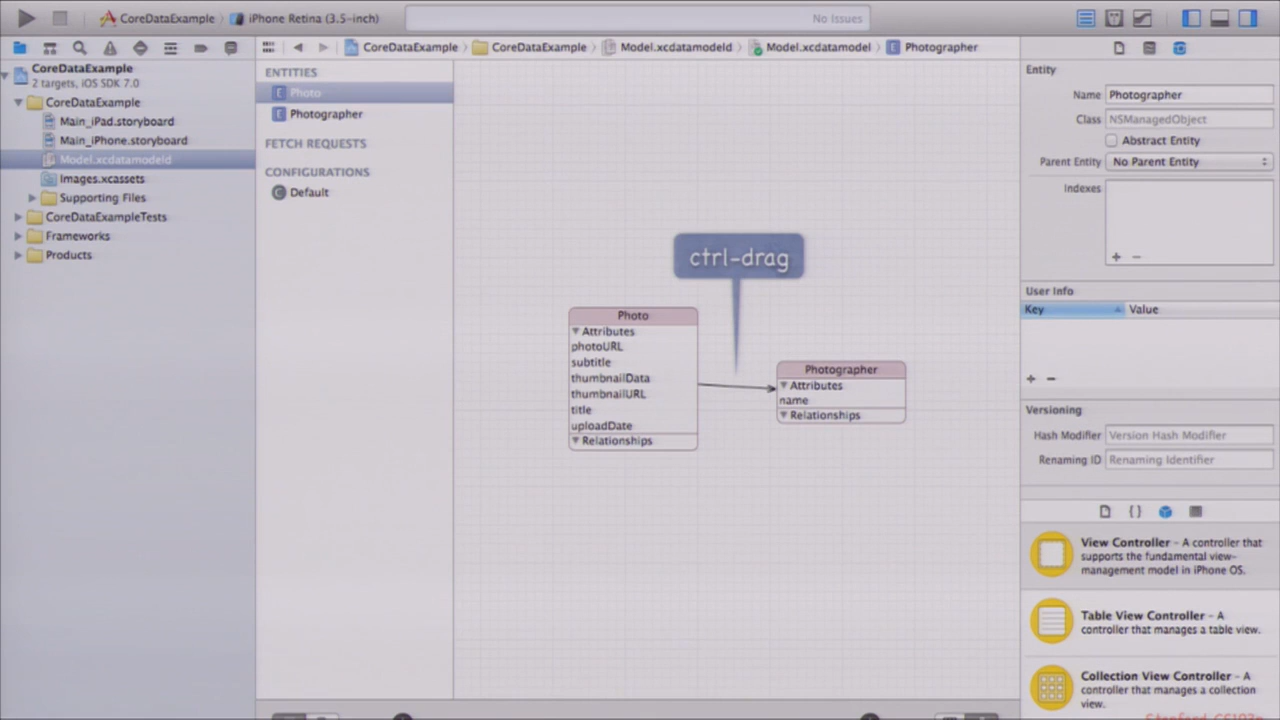 CoreDataExample
iPhone Retina (3.5-inch)
No Issues
CoreDataExample
CoreDataExample
Model.xcdatamodeld
Model.xcdatamodel
E Photographer
CoreDataExample
2 targets, iOS SDK 7.0
CoreDataExample
Main_iPad.storyboard
Main_iPhone.storyboard
Model.xcdatamodeld
Images.xcassets
Supporting Files
CoreDataExampleTests
Frameworks
Products
ENTITIES
E Photo
E Photographer
FETCH REQUESTS
CONFIGURATIONS
C Default
ctrl-drag
Photo
Attributes
photoURL
subtitle
thumbnailData
thumbnailURL
title
uploadDate
Relationships
Photographer
Attributes
name
Relationships
Entity
Name Photographer
Class NSManagedObject
Abstract Entity
Parent Entity No Parent Entity
Indexes
User Info
Key Value
Versioning
Hash Modifier Version Hash Modifier
Renaming ID Renaming Identifier
{ }
View Controller - A controller that
supports the fundamental view-
management model in iPhone OS.
Table View Controller - A
controller that manages a table view.
Collection View Controller - A
controller that manages a collection
view.